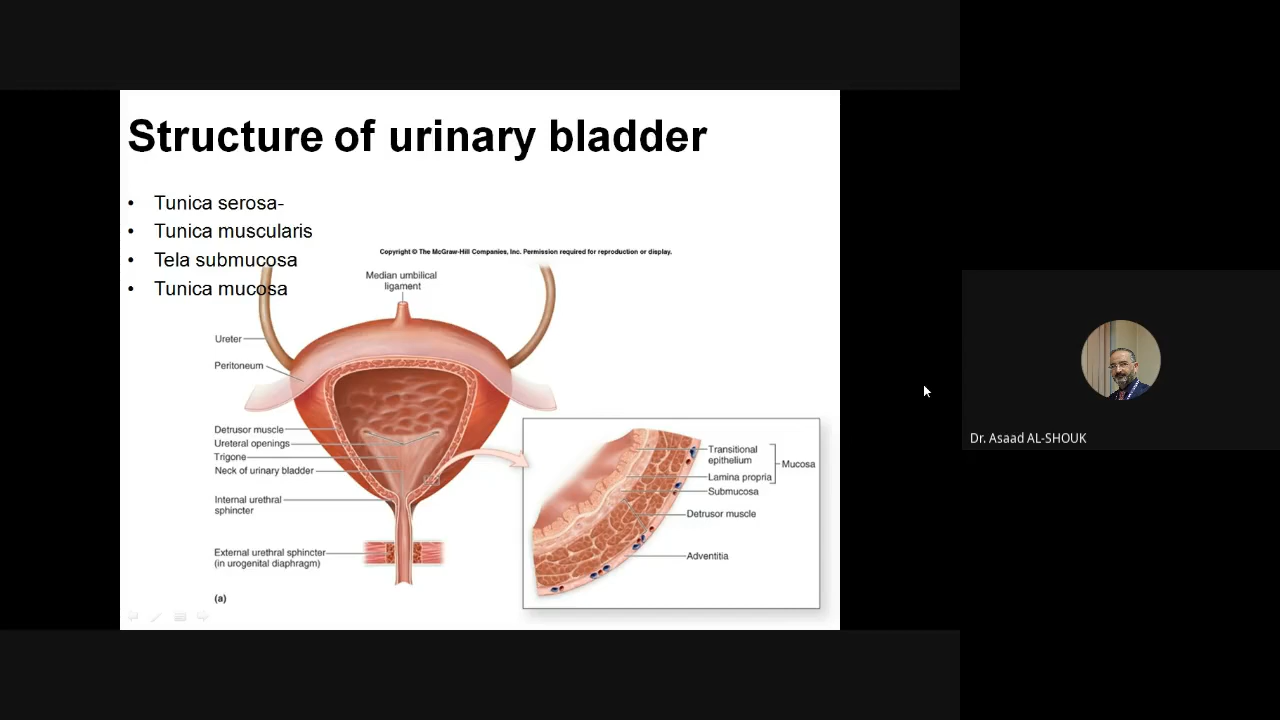 Structure of urinary bladder
• Tunica serosa-
• Tunica muscularis
• Tela submucosa
• Tunica mucosa
Copyright © The McGraw-Hill Companies, Inc. Permission required for reproduction or display.
Median umbilical
ligament
Ureter
Peritoneum
Detrusor muscle
Ureteral openings
Trigone
Neck of urinary bladder
Internal urethral
sphincter
External urethral sphincter
(in urogenital diaphragm)
(a)
Transitional
epithelium
Lamina propria
Mucosa
Submucosa
Detrusor muscle
Adventitia
Dr. Asaad AL-SHOUK